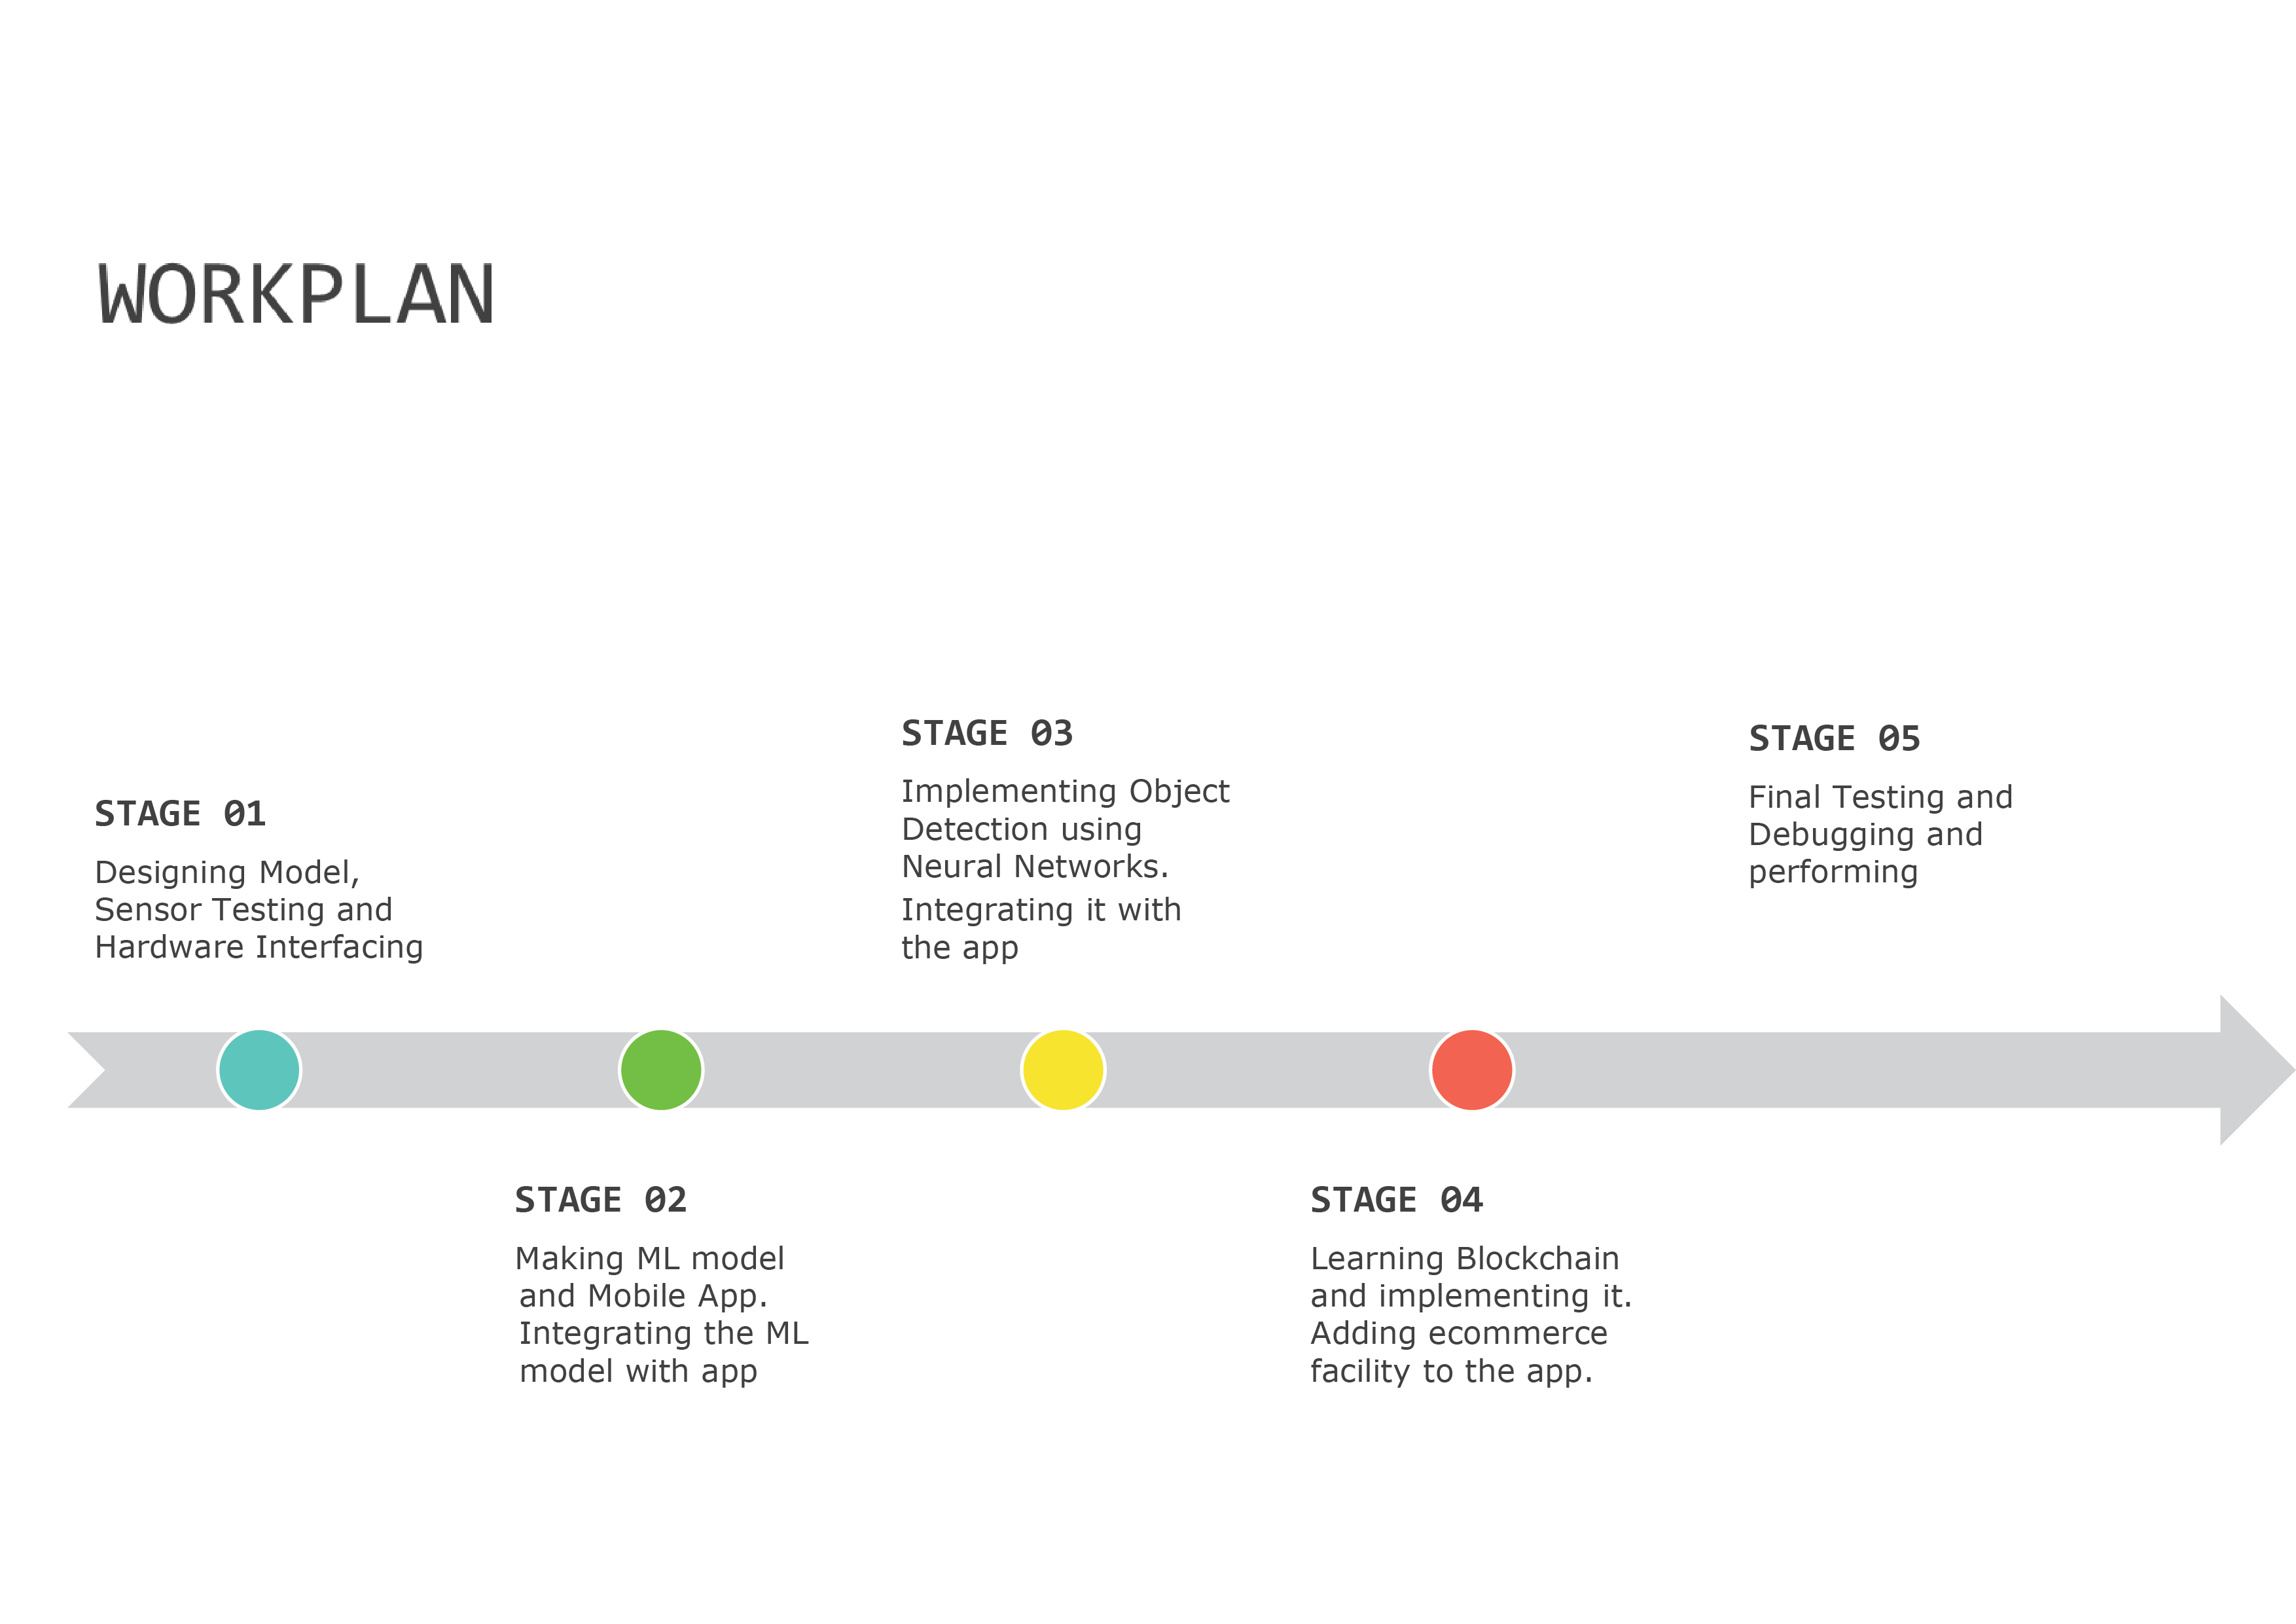 WORKPLAN
STAGE 01
Designing Model,
Sensor Testing and
Hardware Interfacing
STAGE 02
Making ML model
and Mobile App.
Integrating the ML
model with app
STAGE 03
Implementing Object
Detection using
Neural Networks.
Integrating it with
the app
STAGE 04
Learning Blockchain
and implementing it.
Adding ecommerce
facility to the app.
STAGE 05
Final Testing and
Debugging and
performing